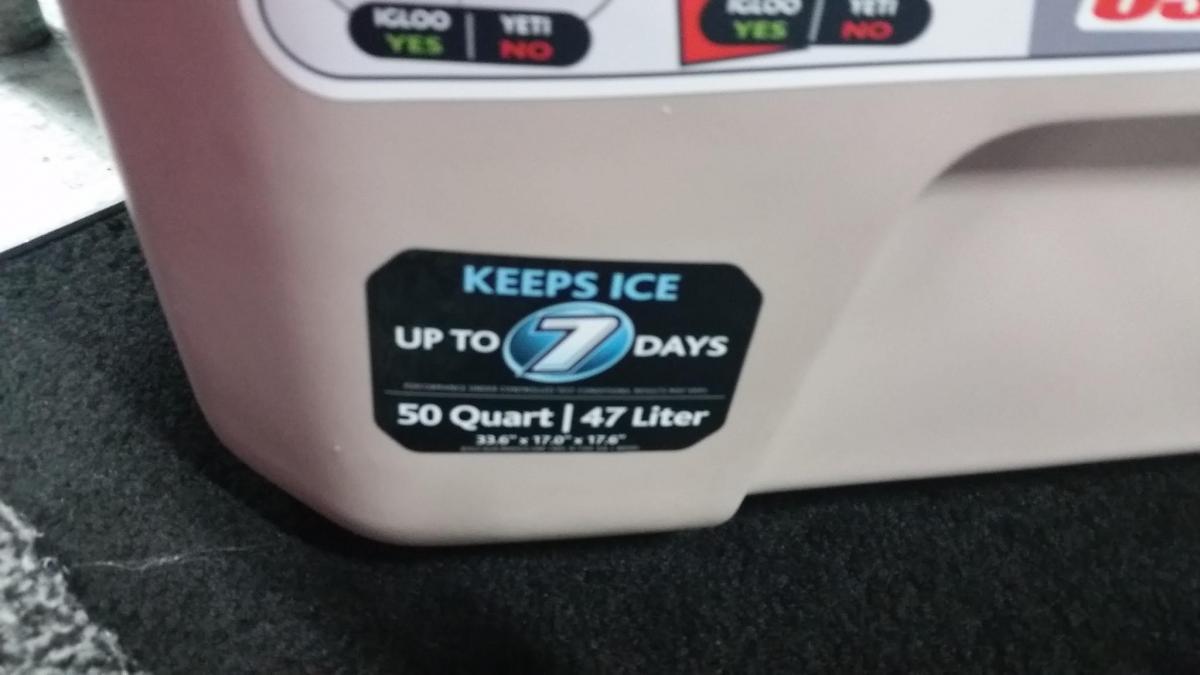 IGLOO YETI
YES NO
IGLOO YETI
YES NO
KEEPS ICE
UP TO 7 DAYS
50 Quart | 47 Liter
33.6" x 17.0" x 17.6"